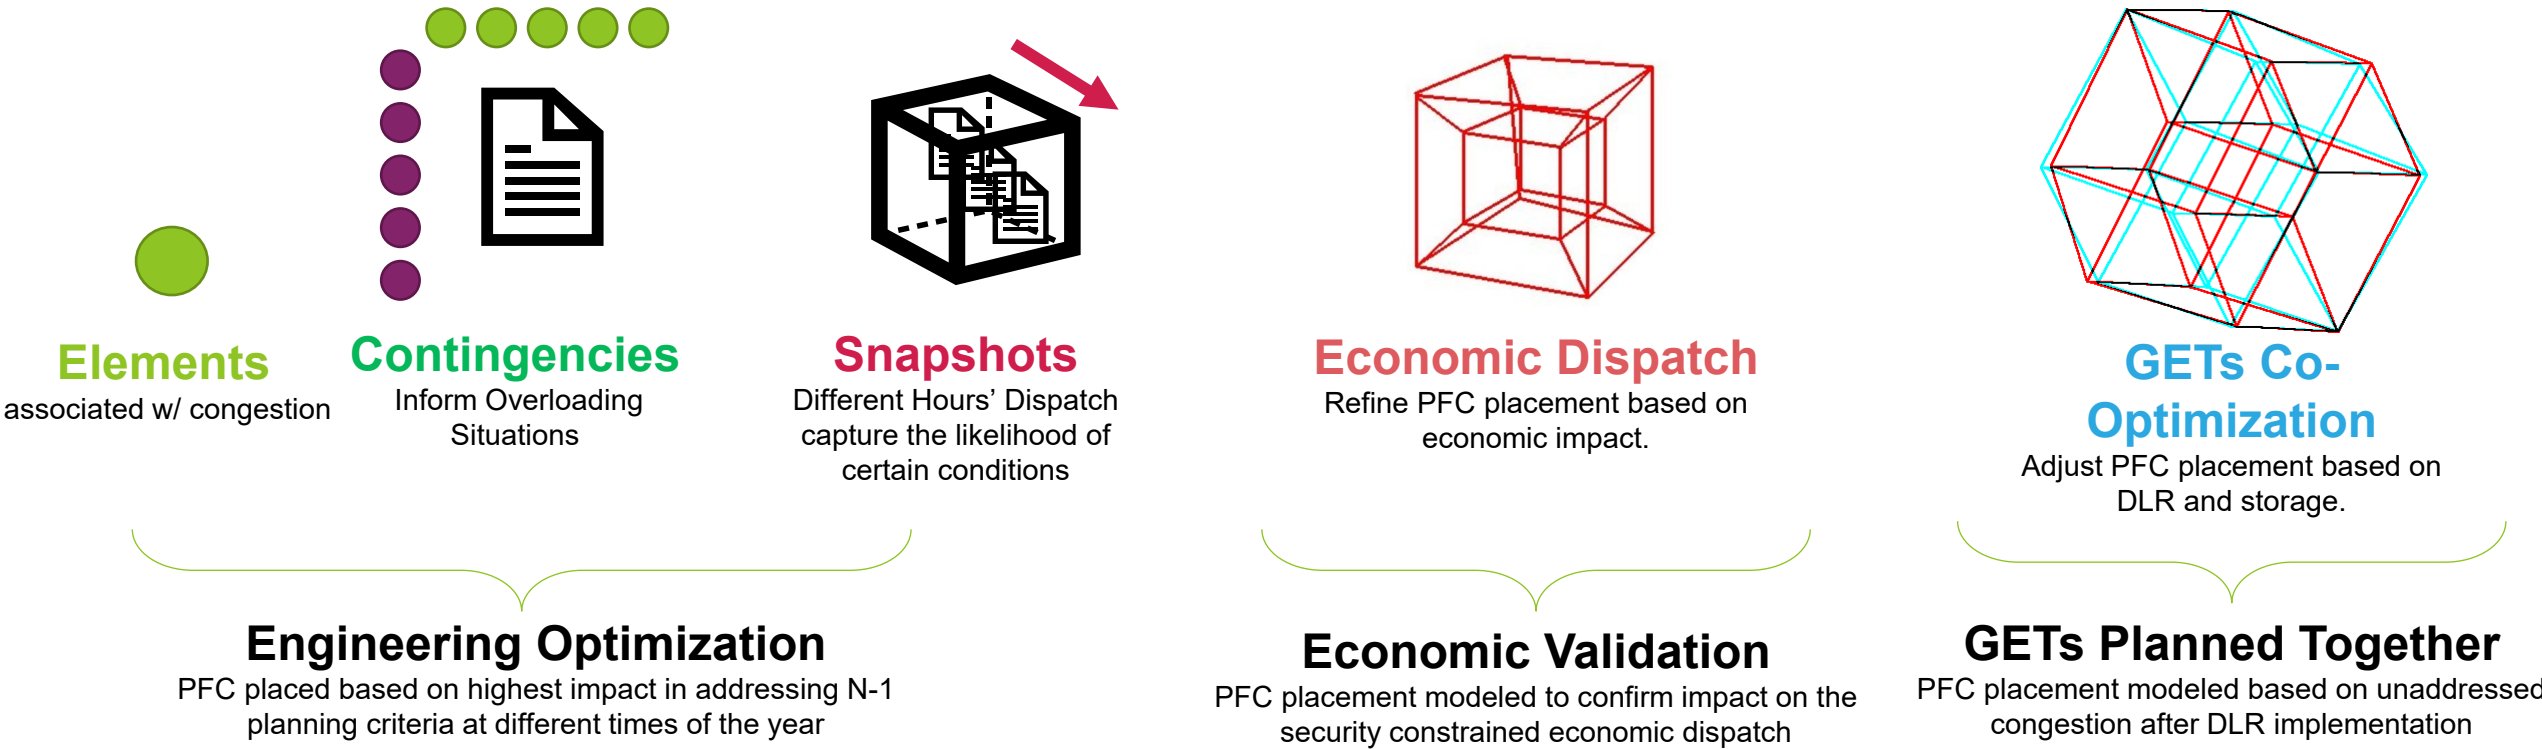 Elements
associated w/ congestion
Contingencies
Inform Overloading
Situations
Snapshots
Different Hours’ Dispatch
capture the likelihood of
certain conditions
Economic Dispatch
Refine PFC placement based on
economic impact.
GETs Co-
Optimization
Adjust PFC placement based on
DLR and storage.
Engineering Optimization
PFC placed based on highest impact in addressing N-1
planning criteria at different times of the year
Economic Validation
PFC placement modeled to confirm impact on the
security constrained economic dispatch
GETs Planned Together
PFC placement modeled based on unaddressed
congestion after DLR implementation